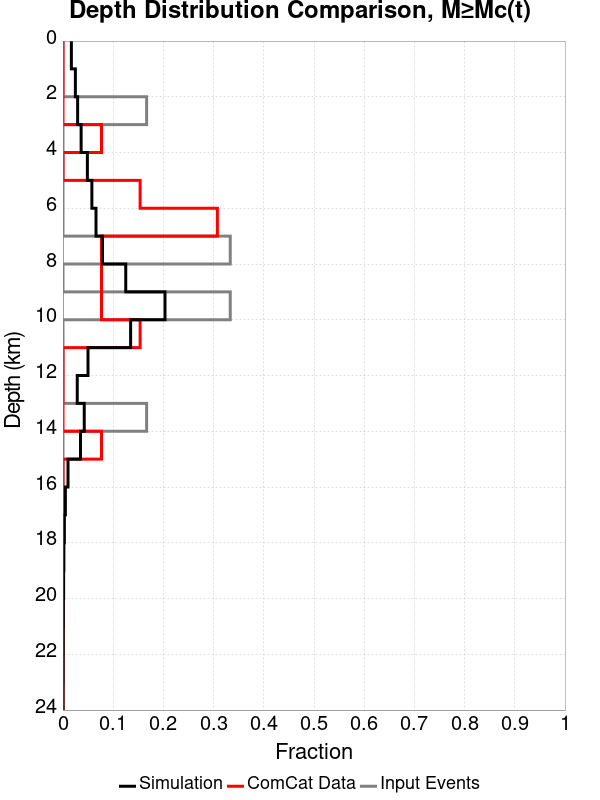 Depth Distribution Comparison, M≥Mc(t)
0
2
4
6
8
10
12
14
16
18
20
22
24
Depth (km)
0 0.1 0.2 0.3 0.4 0.5 0.6 0.7 0.8 0.9 1
Fraction
Simulation ComCat Data Input Events